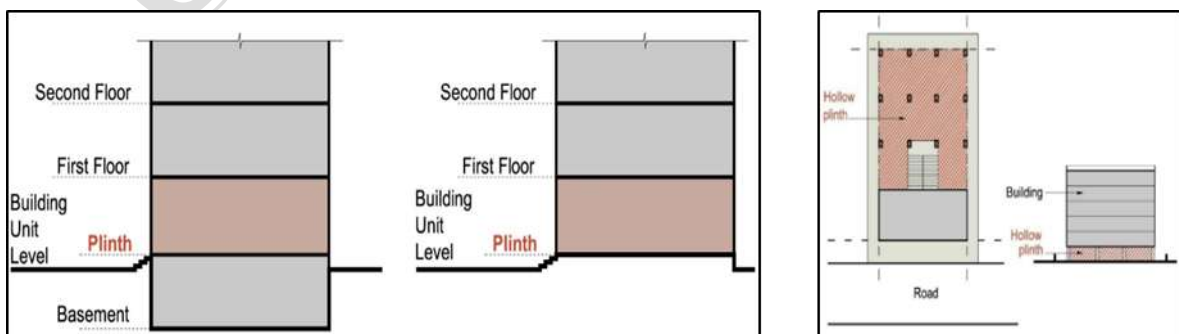 Second Floor
First Floor
Building
Unit
Level
Plinth
Basement
Second Floor
First Floor
Building
Unit
Level
Plinth
Hollow
plinth
Road
Building
Hollow
plinth